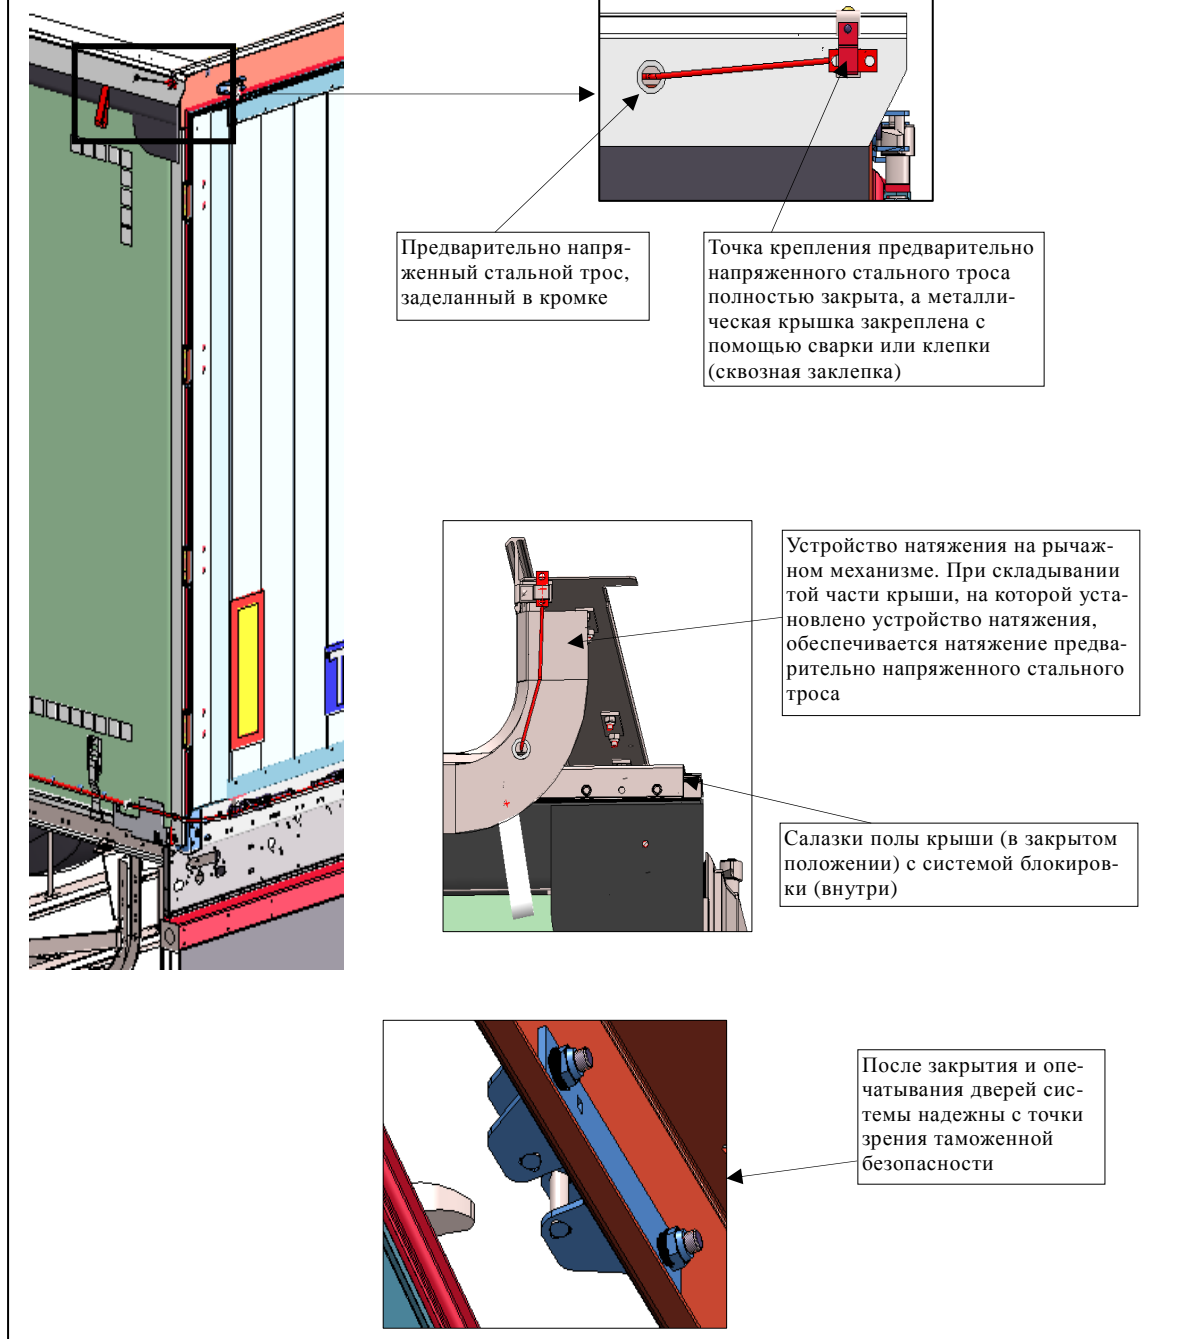 Предварительно напря-
женный стальной трос,
заделанный в кромке
Точка крепления предварительно
напряженного стального троса
полностью закрыта, а металли-
ческая крышка закреплена с
помощью сварки или клепки
(сквозная заклепка)
Устройство натяжения на рычаж-
ном механизме. При складывании
той части крыши, на которой уста-
новлено устройство натяжения,
обеспечивается натяжение предва-
рительно напряженного стального
троса
Салазки полы крыши (в закрытом
положении) с системой блокиров-
ки (внутри)
После закрытия и опе-
чатывания дверей сис-
темы надежны с точки
зрения таможенной
безопасности